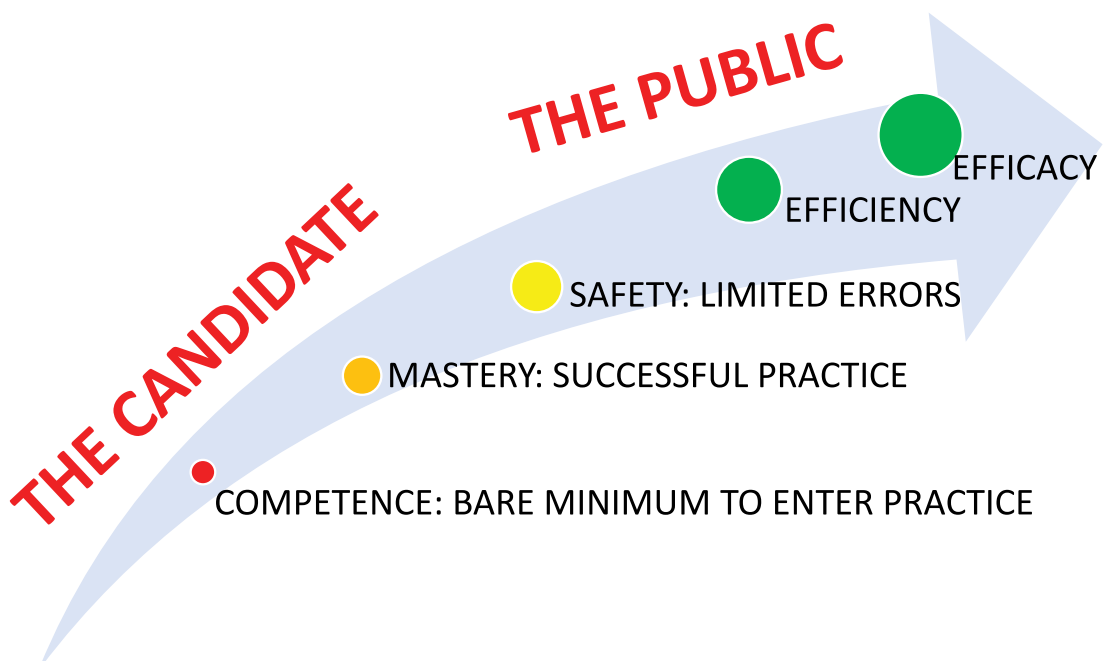 THE PUBLIC
THE CANDIDATE
EFFICACY
EFFICIENCY
SAFETY: LIMITED ERRORS
MASTERY: SUCCESSFUL PRACTICE
COMPETENCE: BARE MINIMUM TO ENTER PRACTICE